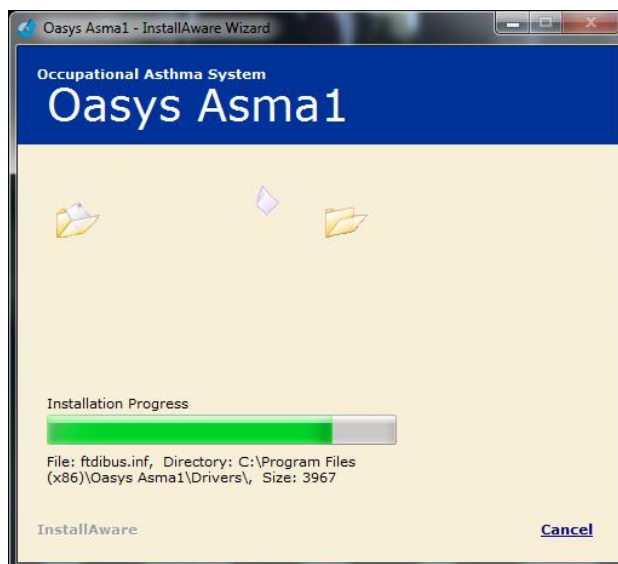 Oasys Asma1 - InstallAware Wizard
Occupational Asthma System
Oasys Asma1
Installation Progress
File: ftdibus.inf, Directory: C:\Program Files
(x86)\Oasys Asma1\Drivers\, Size: 3967
InstallAware
Cancel